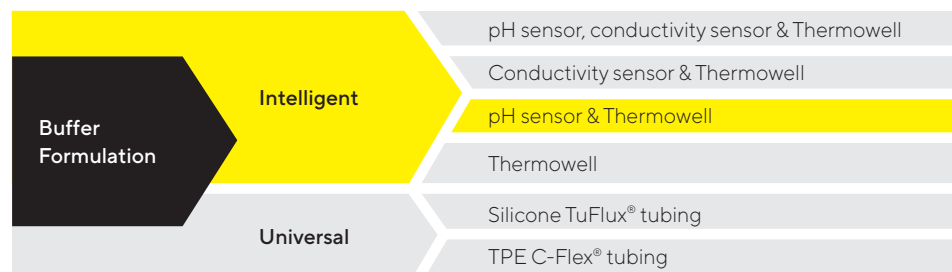 Buffer
Formulation
Intelligent
pH sensor, conductivity sensor & Thermowell
Conductivity sensor & Thermowell
pH sensor & Thermowell
Thermowell
Universal
Silicone TuFlux® tubing
TPE C-Flex® tubing